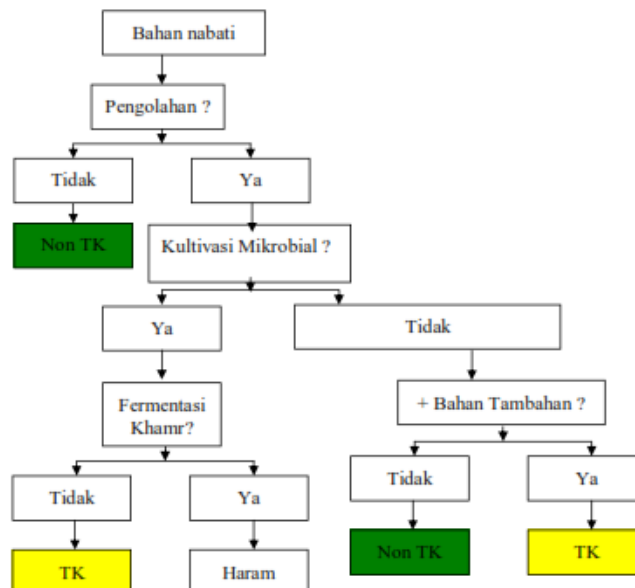 Bahan nabati
Pengolahan ?
Tidak
Ya
Non TK
Kultivasi Mikrobial ?
Ya
Tidak
Fermentasi
Khamr?
+ Bahan Tambahan ?
Tidak
Ya
Tidak
Ya
TK
Haram
Non TK
TK